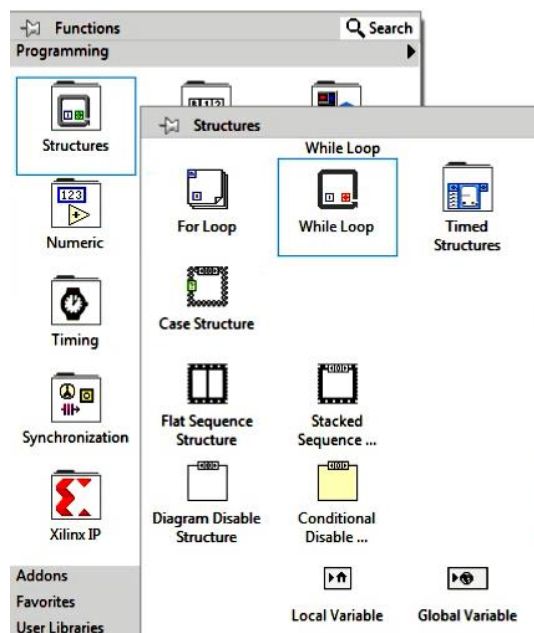 Functions
Search
Programming
Structures
Structures
While Loop
For Loop
While Loop
Timed
Structures
Numeric
123
Case Structure
Timing
Flat Sequence
Structure
Stacked
Sequence ...
Synchronization
Diagram Disable
Structure
Conditional
Disable ...
Xilinx IP
Addons
Favorites
User Libraries
Local Variable
Global Variable